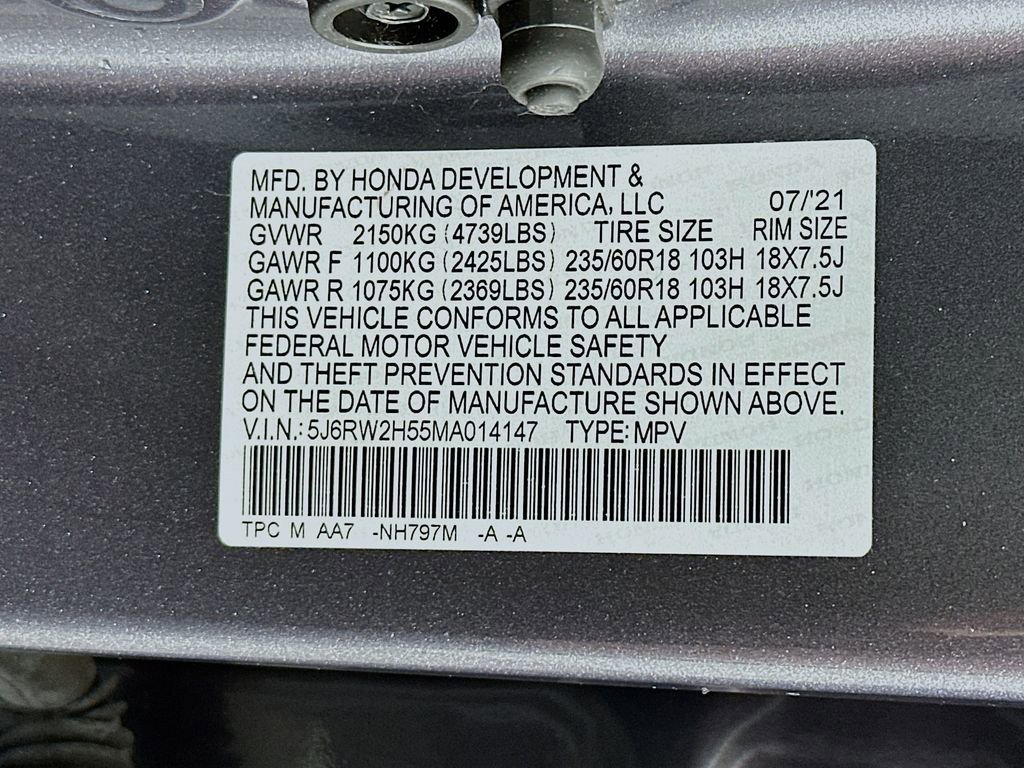 MFD. BY HONDA DEVELOPMENT &
MANUFACTURING OF AMERICA, LLC 07/'21
GVWR 2150KG (4739LBS) TIRE SIZE RIM SIZE
GAWR F 1100KG (2425LBS) 235/60R18 103H 18X7.5J
GAWR R 1075KG (2369LBS) 235/60R18 103H 18X7.5J
THIS VEHICLE CONFORMS TO ALL APPLICABLE
FEDERAL MOTOR VEHICLE SAFETY
AND THEFT PREVENTION STANDARDS IN EFFECT
ON THE DATE OF MANUFACTURE SHOWN ABOVE.
V.I.N.: 5J6RW2H55MA014147 TYPE: MPV
TPC M AA7 -NH797M -A -A